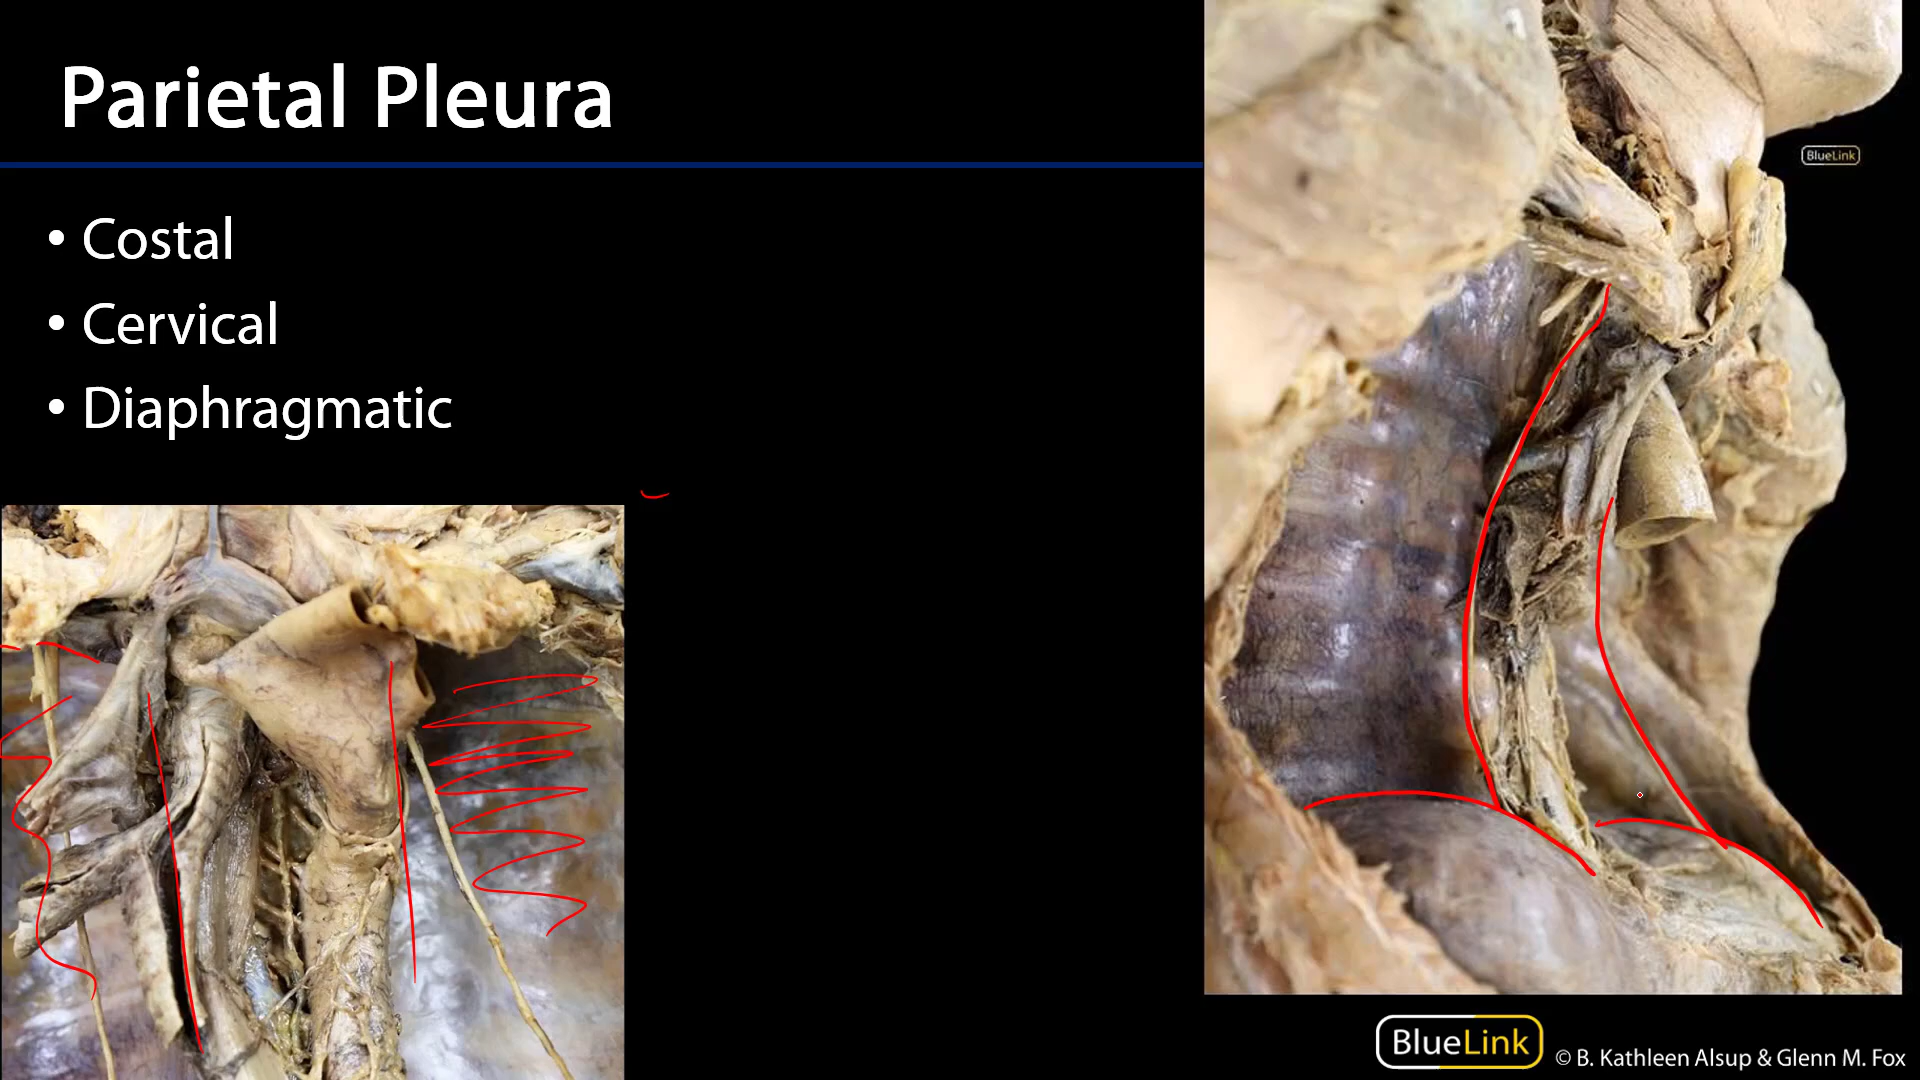 Parietal Pleura
• Costal
• Cervical
• Diaphragmatic
BlueLink
BlueLink
© B. Kathleen Alsup & Glenn M. Fox